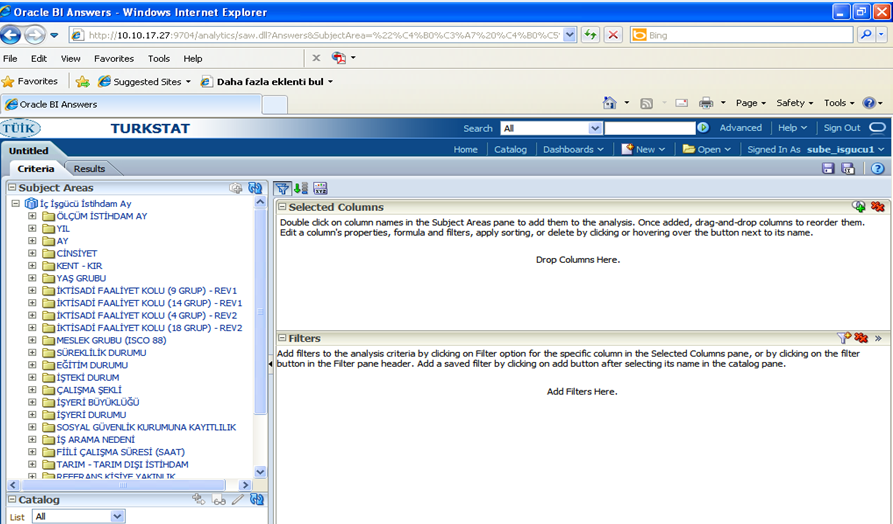 Oracle BI Answers - Windows Internet Explorer
http://10.10.17.27:9704/analytics/saw.dll?Answers&SubjectArea=%22%C4%B0%C3%A7%20%C4%B0%C5% Bing
File Edit View Favorites Tools Help
Favorites Suggested Sites Daha fazla eklenti bul
Oracle BI Answers Page Safety Tools
TÜİK TURKSTAT Search All Advanced Help Sign Out
Untitled Home Catalog Dashboards New Open Signed In As sube_isgucu1
Criteria Results
Subject Areas
İç İşgücü İstihdam Ay
ÖLÇÜM İSTİHDAM AY
YIL
AY
CİNSİYET
KENT - KIR
YAŞ GRUBU
İKTİSADİ FAALİYET KOLU (9 GRUP) - REV1
İKTİSADİ FAALİYET KOLU (14 GRUP) - REV1
İKTİSADİ FAALİYET KOLU (4 GRUP) - REV2
İKTİSADİ FAALİYET KOLU (18 GRUP) - REV2
MESLEK GRUBU (ISCO 88)
SÜREKLİLİK DURUMU
EĞİTİM DURUMU
İŞTEKİ DURUM
ÇALIŞMA ŞEKLİ
İŞYERİ BÜYÜKLÜĞÜ
İŞYERİ DURUMU
SOSYAL GÜVENLİK KURUMUNA KAYITLILIK
İŞ ARAMA NEDENİ
FİİLİ ÇALIŞMA SÜRESİ (SAAT)
TARIM - TARIM DIŞI İSTİHDAM
REFERANS KİŞİYE YAKINLIK
Catalog
List All
Selected Columns
Double click on column names in the Subject Areas pane to add them to the analysis. Once added, drag-and-drop columns to reorder them.
Edit a column's properties, formula and filters, apply sorting, or delete by clicking or hovering over the button next to its name.
Drop Columns Here.
Filters
Add filters to the analysis criteria by clicking on Filter option for the specific column in the Selected Columns pane, or by clicking on the filter
button in the Filter pane header. Add a saved filter by clicking on add button after selecting its name in the catalog pane.
Add Filters Here.